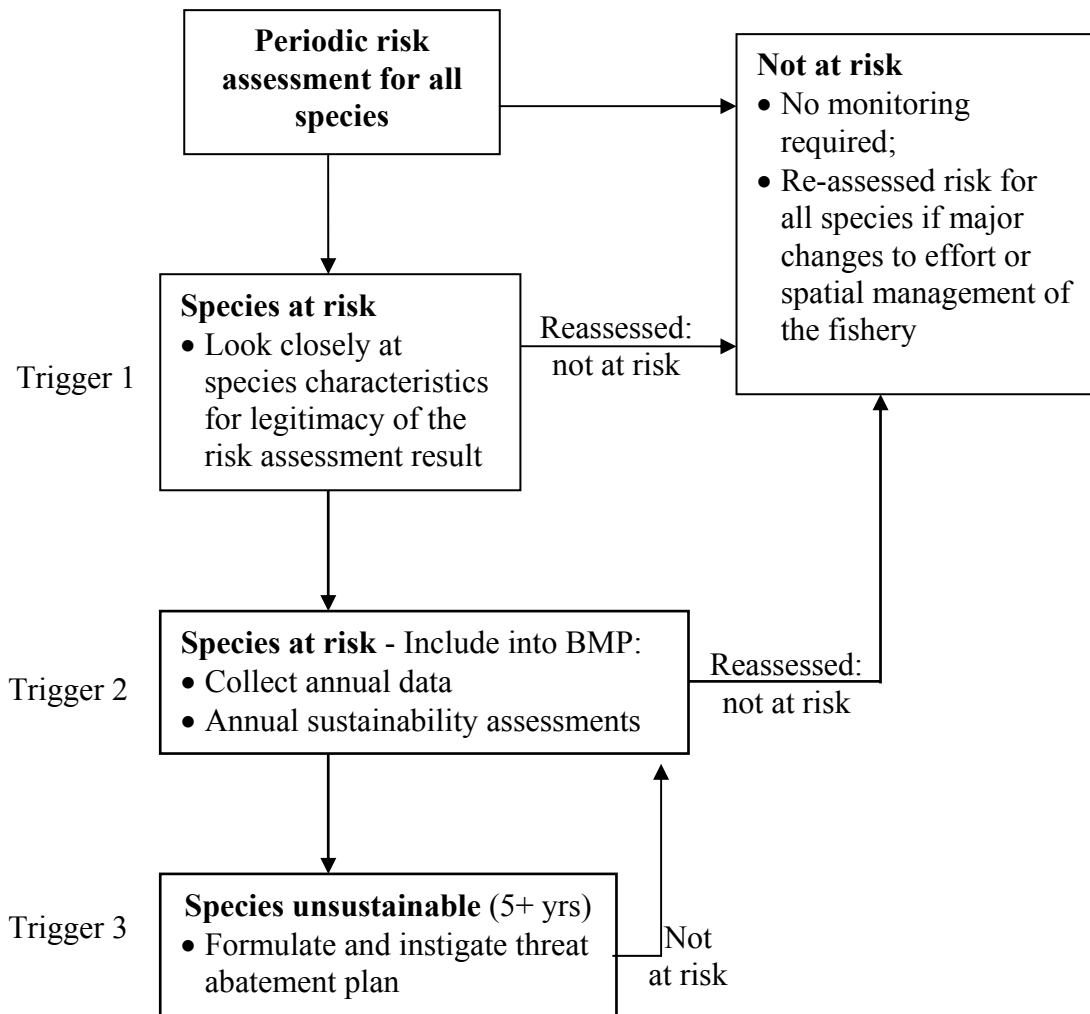 Periodic risk
assessment for all
species
Not at risk
• No monitoring
required;
• Re-assessed risk for
all species if major
changes to effort or
spatial management of
the fishery
Trigger 1
Species at risk
• Look closely at
species characteristics
for legitimacy of the
risk assessment result
Reassessed:
not at risk
Trigger 2
Species at risk - Include into BMP:
• Collect annual data
• Annual sustainability assessments
Reassessed:
not at risk
Trigger 3
Species unsustainable (5+ yrs)
• Formulate and instigate threat
abatement plan
Not
at risk